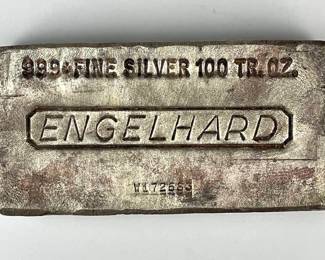 999+ FINE SILVER 100 TR. OZ.
ENGELHARD